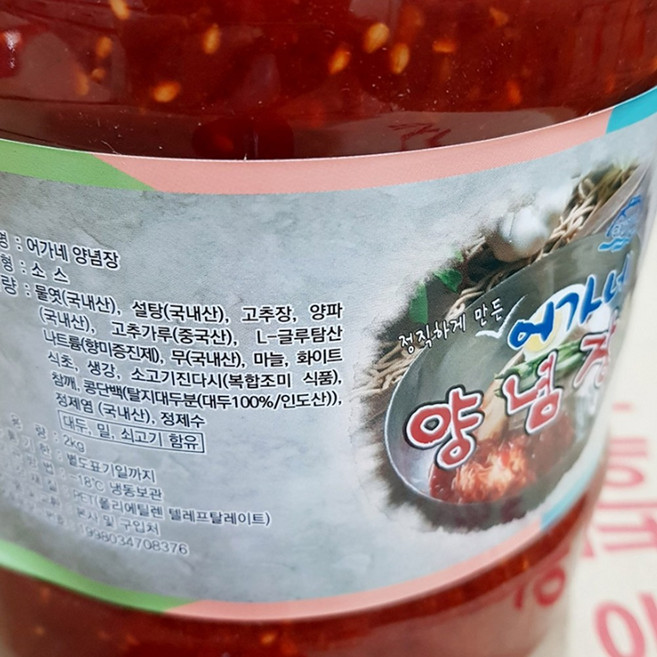 명 : 어가네 양념장
형 : 소 스
량 : 물엿(국내산), 설탕(국내산), 고추장, 양파
(국내산), 고추가루(중국산), L-글루탐산
나트륨(향미증진제), 무(국내산), 마늘, 화이트
식초, 생강, 소고기진다시(복합조미 식품),
참깨, 콩단백(탈지대두분(대두100%/인도산)),
정제염 (국내산), 정제수
대두, 밀, 쇠고기 함유
용 량 : 2kg
별도표기일까지
-18℃ 냉동보관
PET(폴리에틸렌 텔레프탈레이트)
본사 및 구입처
1998034708376
정직하게 만든
어가네
양념장